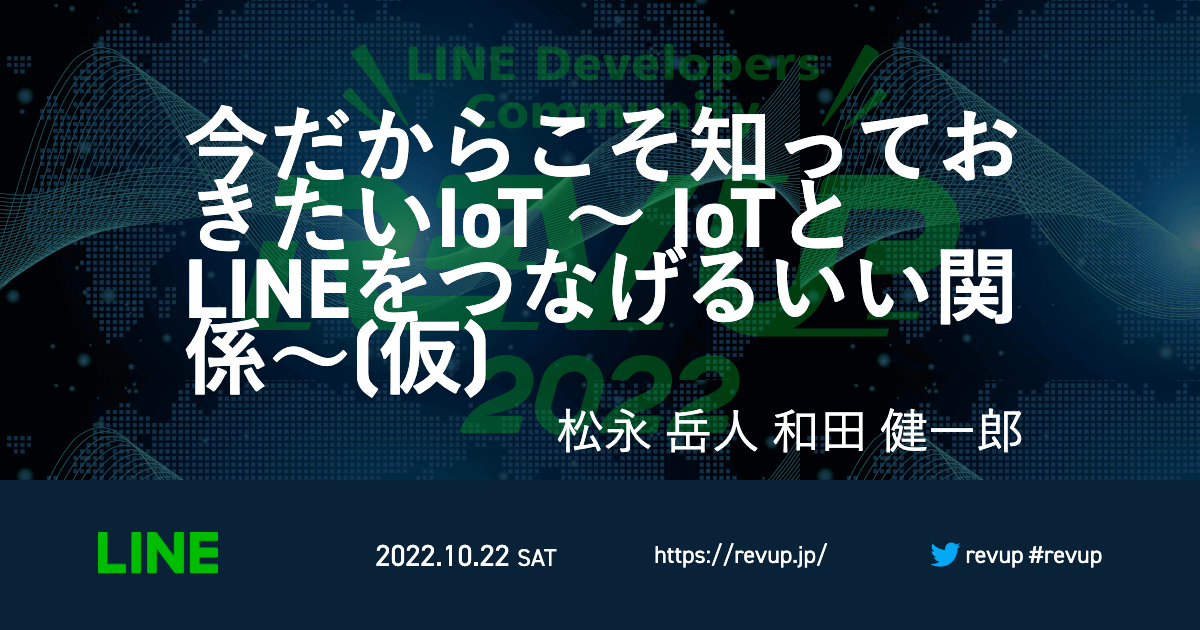 LINE Developers
Community
REVUP
2022
今だからこそ知ってお
きたいIoT ～ IoTと
LINEをつなげるいい関
係～(仮)
松永 岳人 和田 健一郎
LINE
2022.10.22 SAT
https://revup.jp/
revup #revup